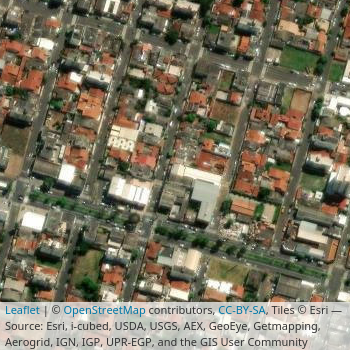 Leaflet | © OpenStreetMap contributors, CC-BY-SA, Tiles © Esri —
Source: Esri, i-cubed, USDA, USGS, AEX, GeoEye, Getmapping,
Aerogrid, IGN, IGP, UPR-EGP, and the GIS User Community